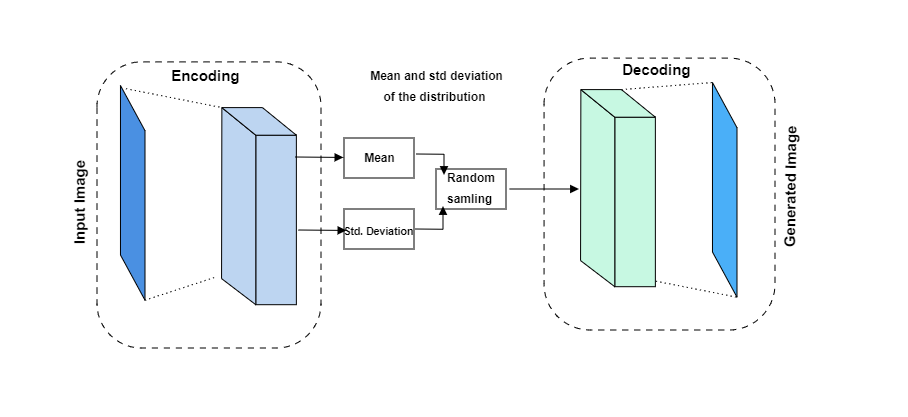 Encoding
Mean and std deviation
of the distribution
Decoding
Input Image
Mean
Std. Deviation
Random
samling
Generated Image